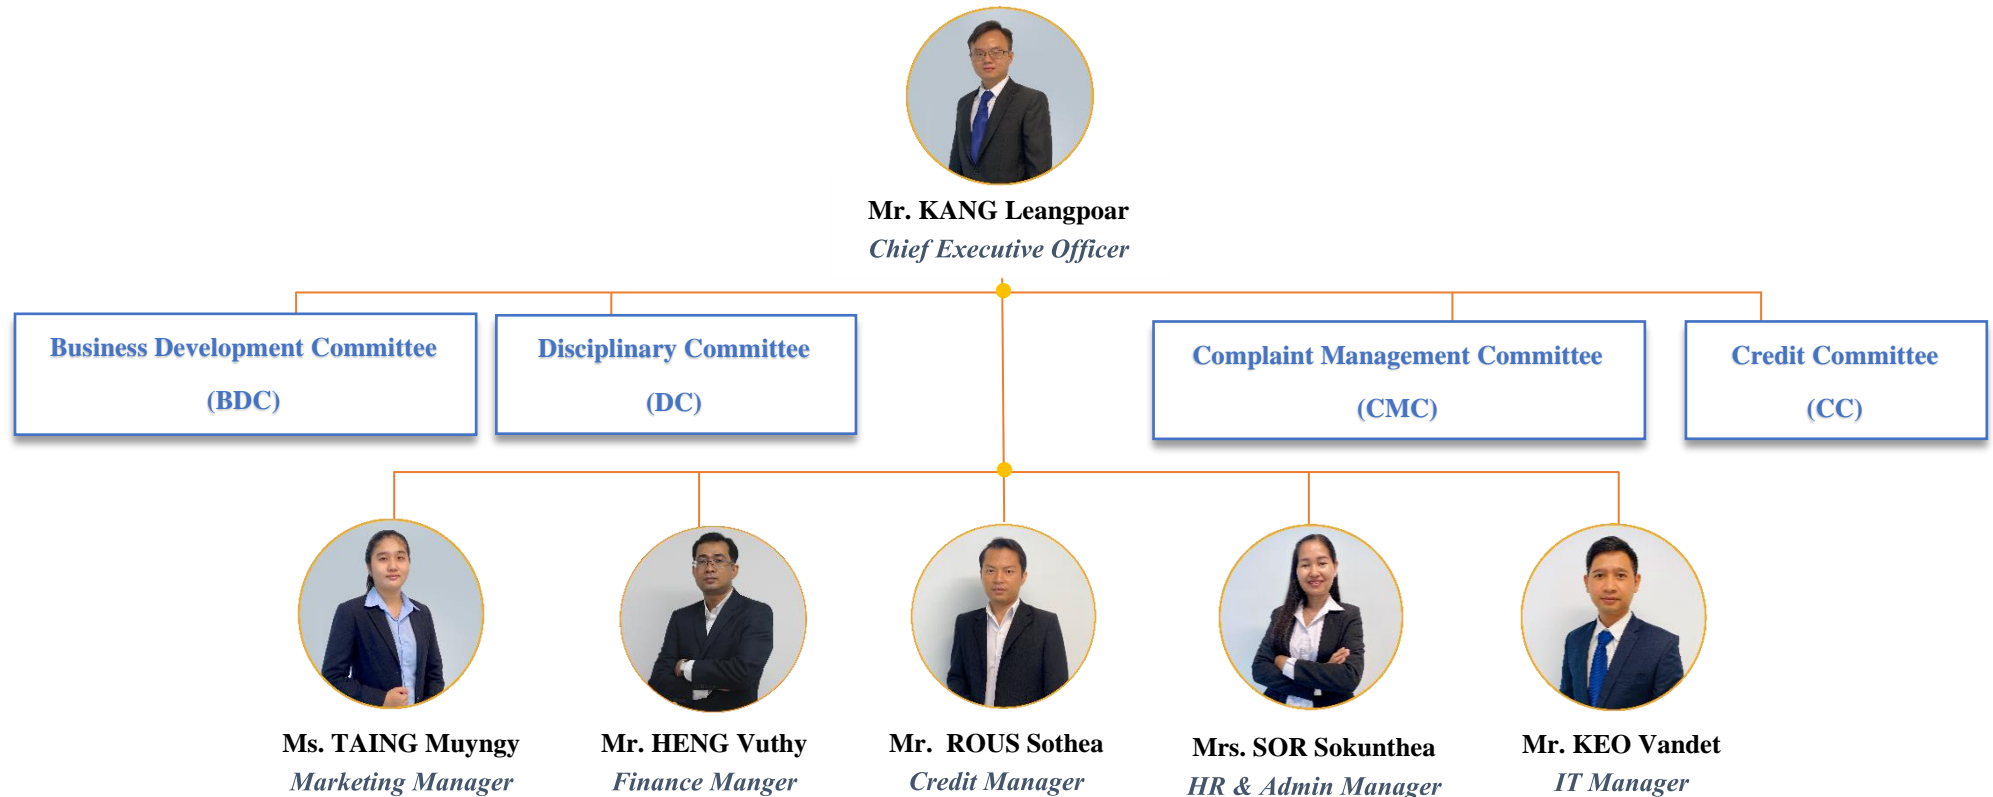 Mr. KANG Leangpoar
Chief Executive Officer
Business Development Committee
(BDC)
Disciplinary Committee
(DC)
Complaint Management Committee
(CMC)
Credit Committee
(CC)
Ms. TAING Muyngy
Marketing Manager
Mr. HENG Vuthy
Finance Manger
Mr. ROUS Sothea
Credit Manager
Mrs. SOR Sokunthea
HR & Admin Manager
Mr. KEO Vandet
IT Manager